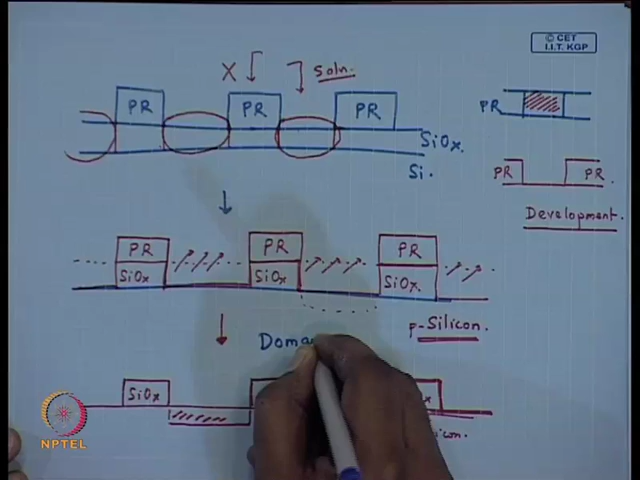 © CET
I.I.T. KGP
X Soln.
PR PR PR PR
SiOx.
Si.
PR PR.
Development.
PR PR PR
SiOx SiOx SiOx.
p-Silicon.
SiOx
NPTEL